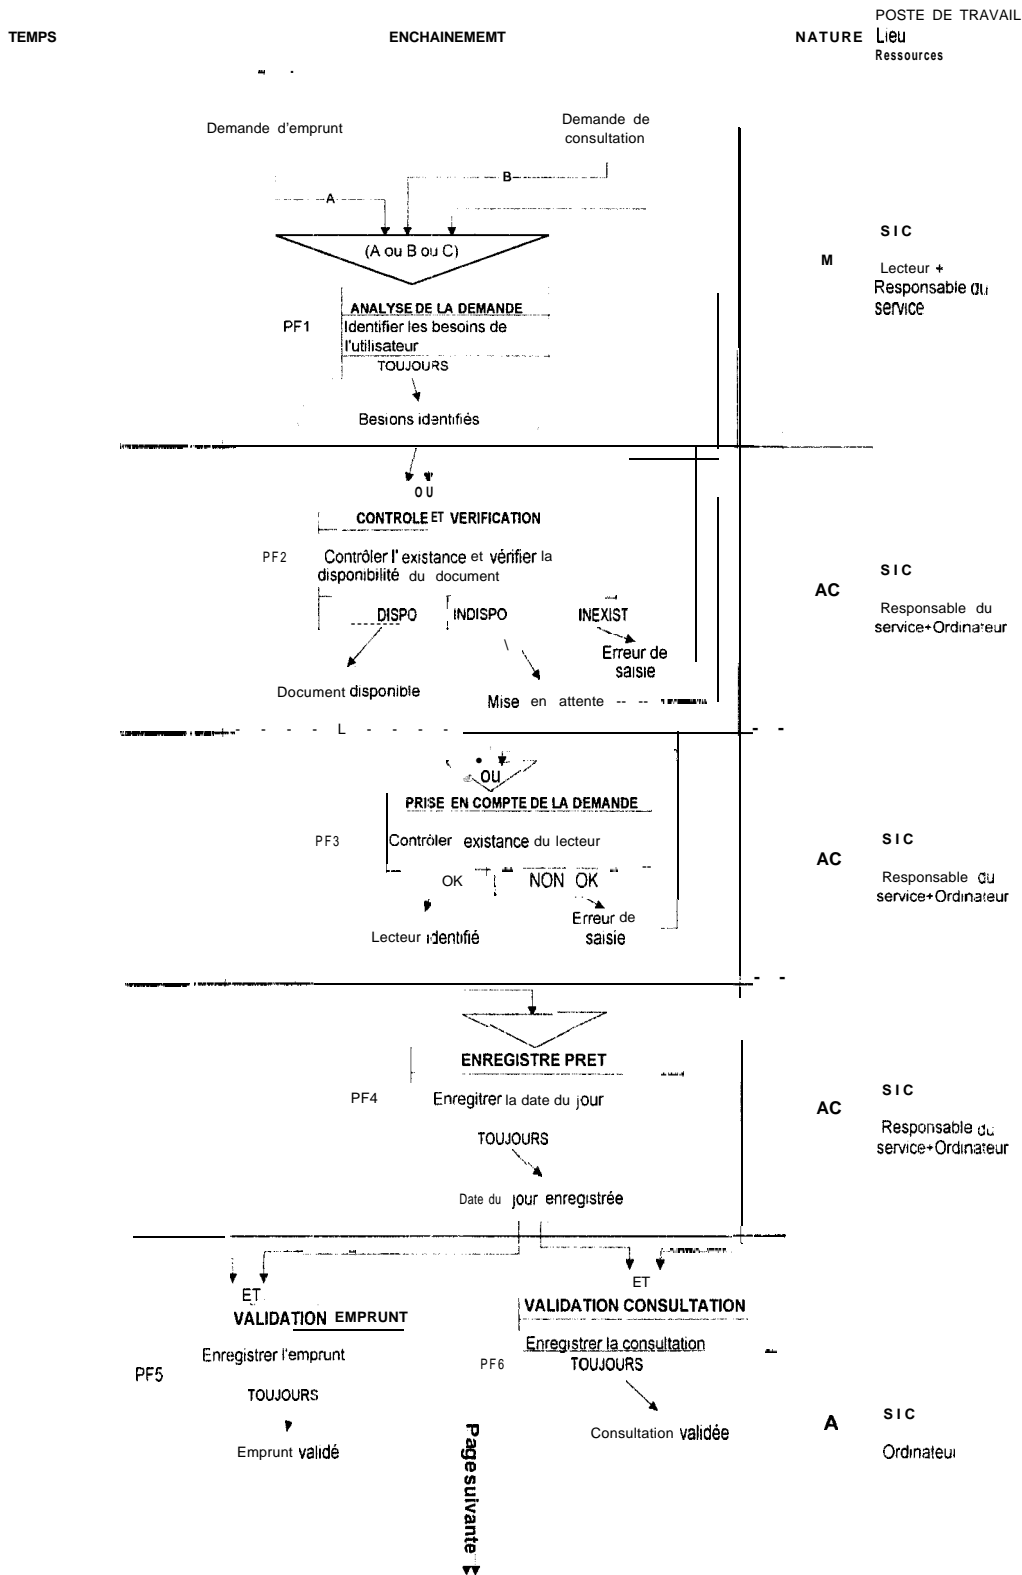 POSTE DE TRAVAIL
TEMPS ENCHAINEMEMT NATURE Lieu
Ressources
Demande d'emprunt
Demande de
consultation
B
A
(A ou B ou C)
SIC
M
Lecteur +
Responsable du
service
ANALYSE DE LA DEMANDE
PF1 Identifier les besoins de
l'utilisateur
TOUJOURS
Besions identifiés
OU
CONTROLE ET VERIFICATION
PF2 Contrôler l'existance et vérifier la
disponibilité du document
SIC
AC
Responsable du
service+Ordinateur
DISPO INDISPO INEXIST
Erreur de
saisie
Document disponible
Mise en attente
L
ou
PRISE EN COMPTE DE LA DEMANDE
PF3 Contrôler existance du lecteur
SIC
AC
Responsable du
service+Ordinateur
OK NON OK
Erreur de
saisie
Lecteur identifié
ENREGISTRE PRET
PF4 Enregitrer la date du jour
SIC
AC
Responsable du
service+Ordinateur
TOUJOURS
Date du jour enregistrée
ET
VALIDATION EMPRUNT
PF5
Enregistrer l'emprunt
TOUJOURS
Emprunt validé
ET
VALIDATION CONSULTATION
Enregistrer la consultation
PF6 TOUJOURS
Consultation validée
SIC
A
Ordinateur
Page suivante